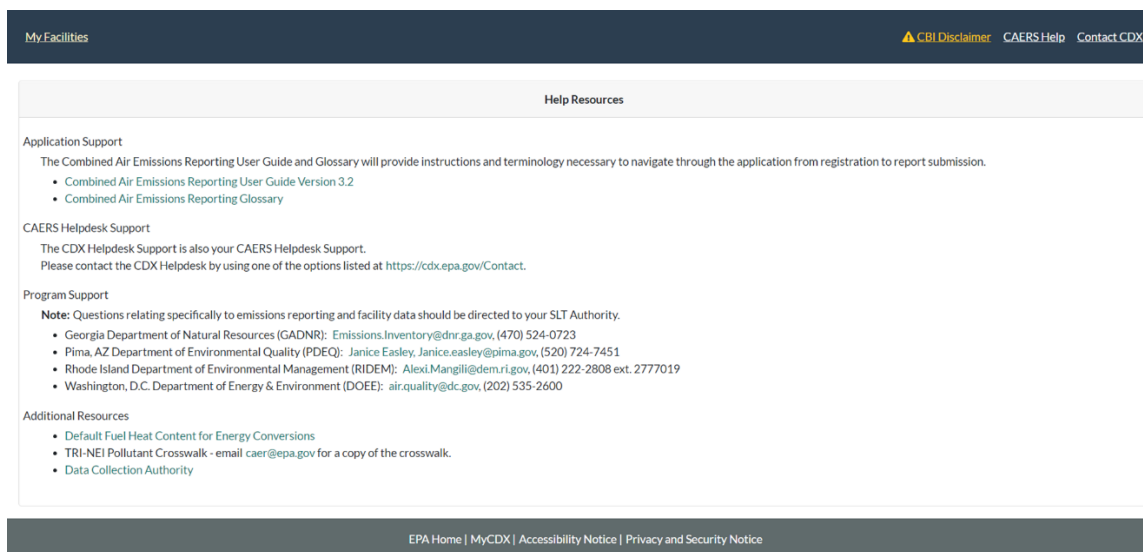 My Facilities
CBI Disclaimer CAERS Help Contact CDX
Help Resources
Application Support
The Combined Air Emissions Reporting User Guide and Glossary will provide instructions and terminology necessary to navigate through the application from registration to report submission.
• Combined Air Emissions Reporting User Guide Version 3.2
• Combined Air Emissions Reporting Glossary
CAERS Helpdesk Support
The CDX Helpdesk Support is also your CAERS Helpdesk Support.
Please contact the CDX Helpdesk by using one of the options listed at https://cdx.epa.gov/Contact.
Program Support
Note: Questions relating specifically to emissions reporting and facility data should be directed to your SLT Authority.
• Georgia Department of Natural Resources (GADNR): Emissions.Inventory@dnr.ga.gov, (470) 524-0723
• Pima, AZ Department of Environmental Quality (PDEQ): Janice Easley, Janice.easley@pima.gov, (520) 724-7451
• Rhode Island Department of Environmental Management (RIDEM): Alexi.Mangili@dem.ri.gov, (401) 222-2808 ext. 2777019
• Washington, D.C. Department of Energy & Environment (DOEE): air.quality@dc.gov, (202) 535-2600
Additional Resources
• Default Fuel Heat Content for Energy Conversions
• TRI-NEI Pollutant Crosswalk - email caer@epa.gov for a copy of the crosswalk.
• Data Collection Authority
EPA Home | MyCDX | Accessibility Notice | Privacy and Security Notice